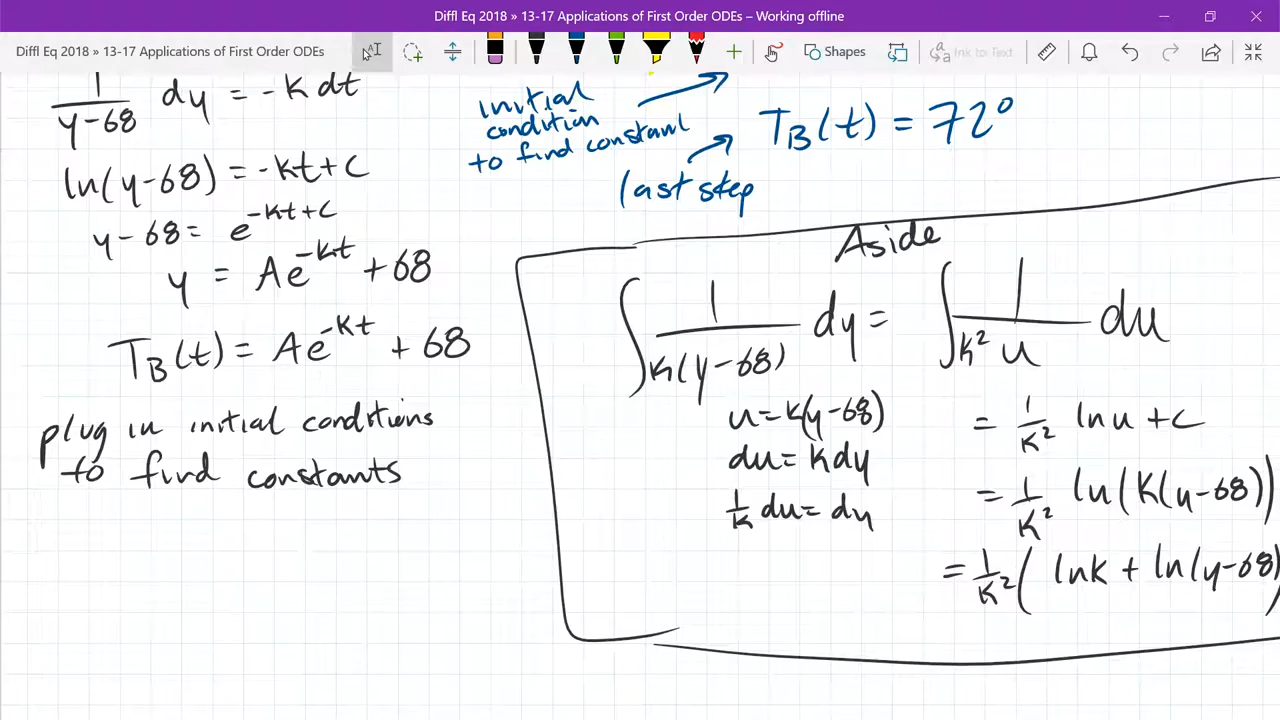 Diffl Eq 2018 » 13-17 Applications of First Order ODEs – Working offline
Diffl Eq 2018 » 13-17 Applications of First Order ODEs
Shapes
Ink to Text
1/(y-68) dy = -k dt
ln(y-68) = -kt + c
y-68 = e^(-kt+c)
y = Ae^(-kt) + 68
T_B(t) = Ae^(-kt) + 68
plug in initial conditions
to find constants
initial
condition
to find constant
T_B(t) = 72°
last step
Aside
∫ 1/(k(y-68)) dy = ∫ 1/(k² u) du
u = k(y-68)
du = k dy
1/k du = dy
= 1/k² ln u + c
= 1/k² ln(k(y-68))
= 1/k² ( ln k + ln(y-68)